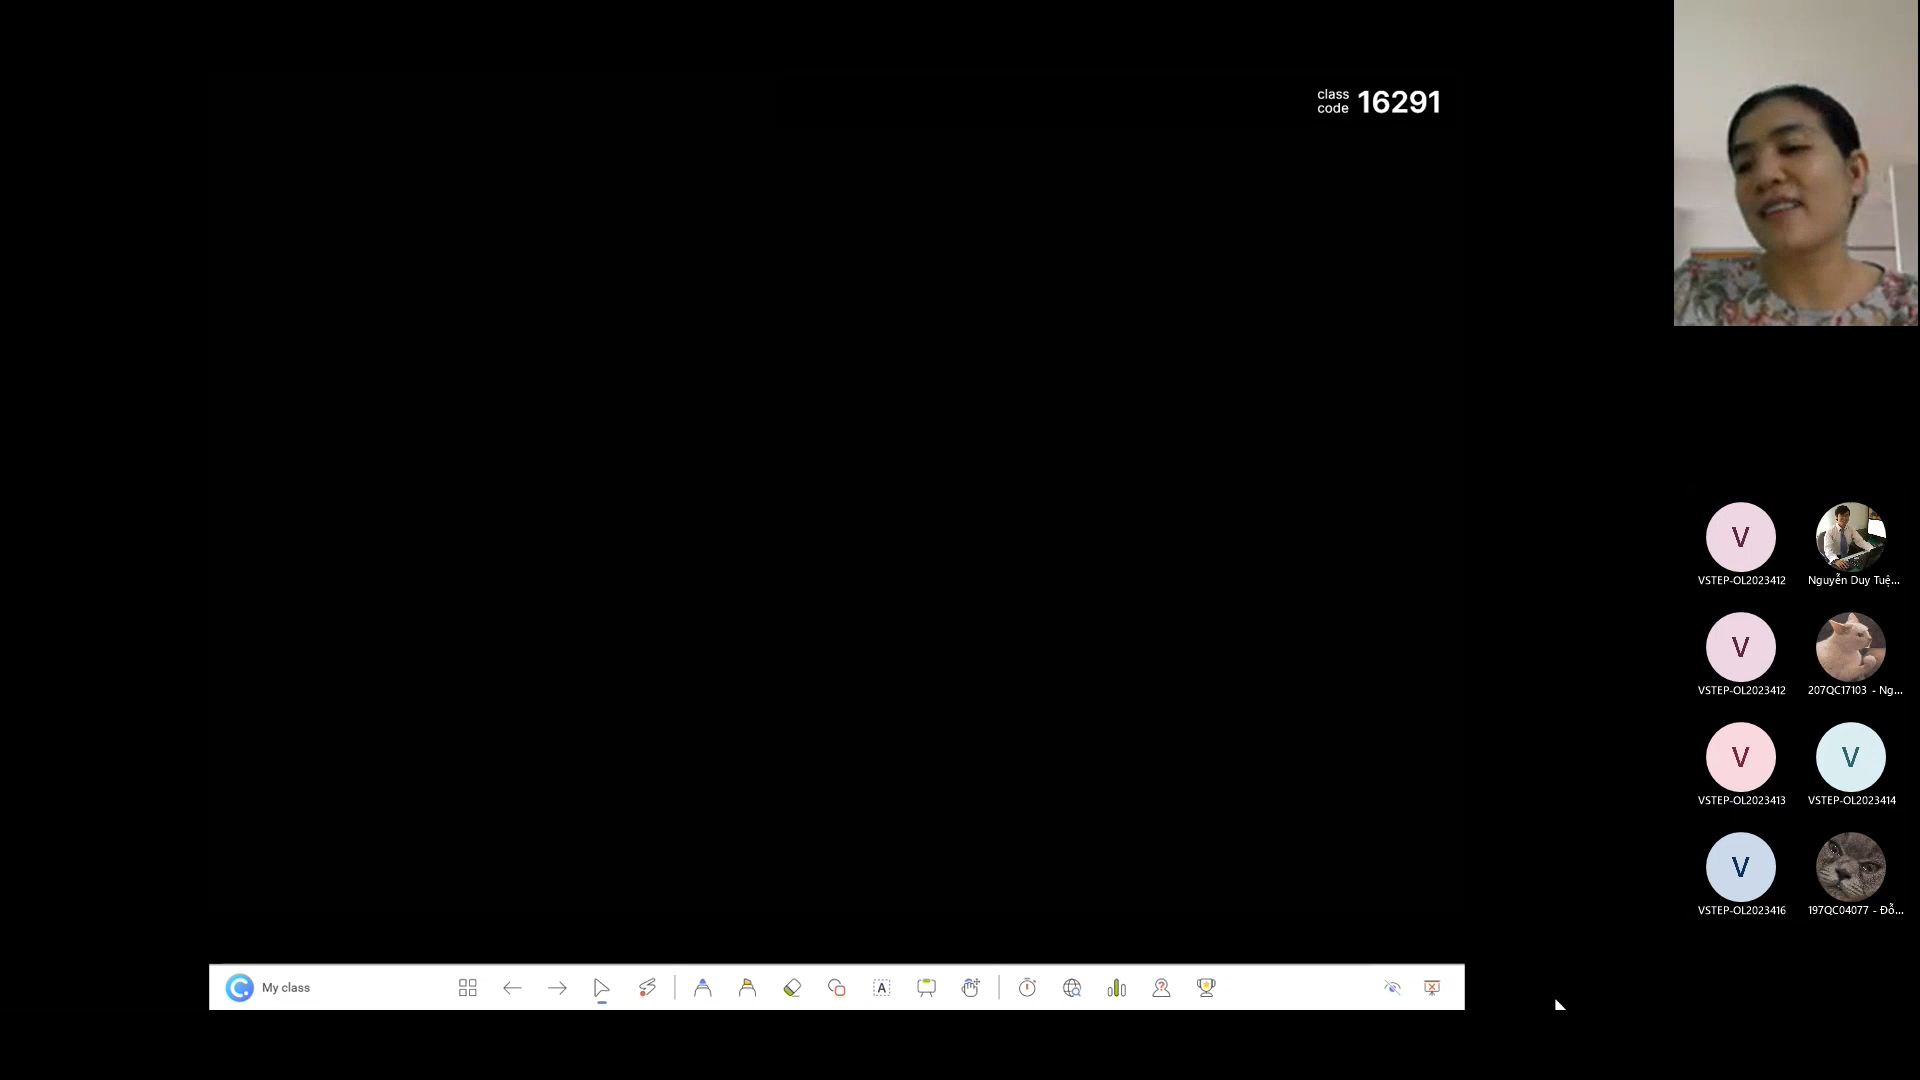 class
code 16291
V
VSTEP-OL2023412
Nguyễn Duy Tuệ...
V
VSTEP-OL2023412
207QC17103 - Ng...
V
VSTEP-OL2023413
V
VSTEP-OL2023414
V
VSTEP-OL2023416
197QC04077 - Đỗ...
My class
A